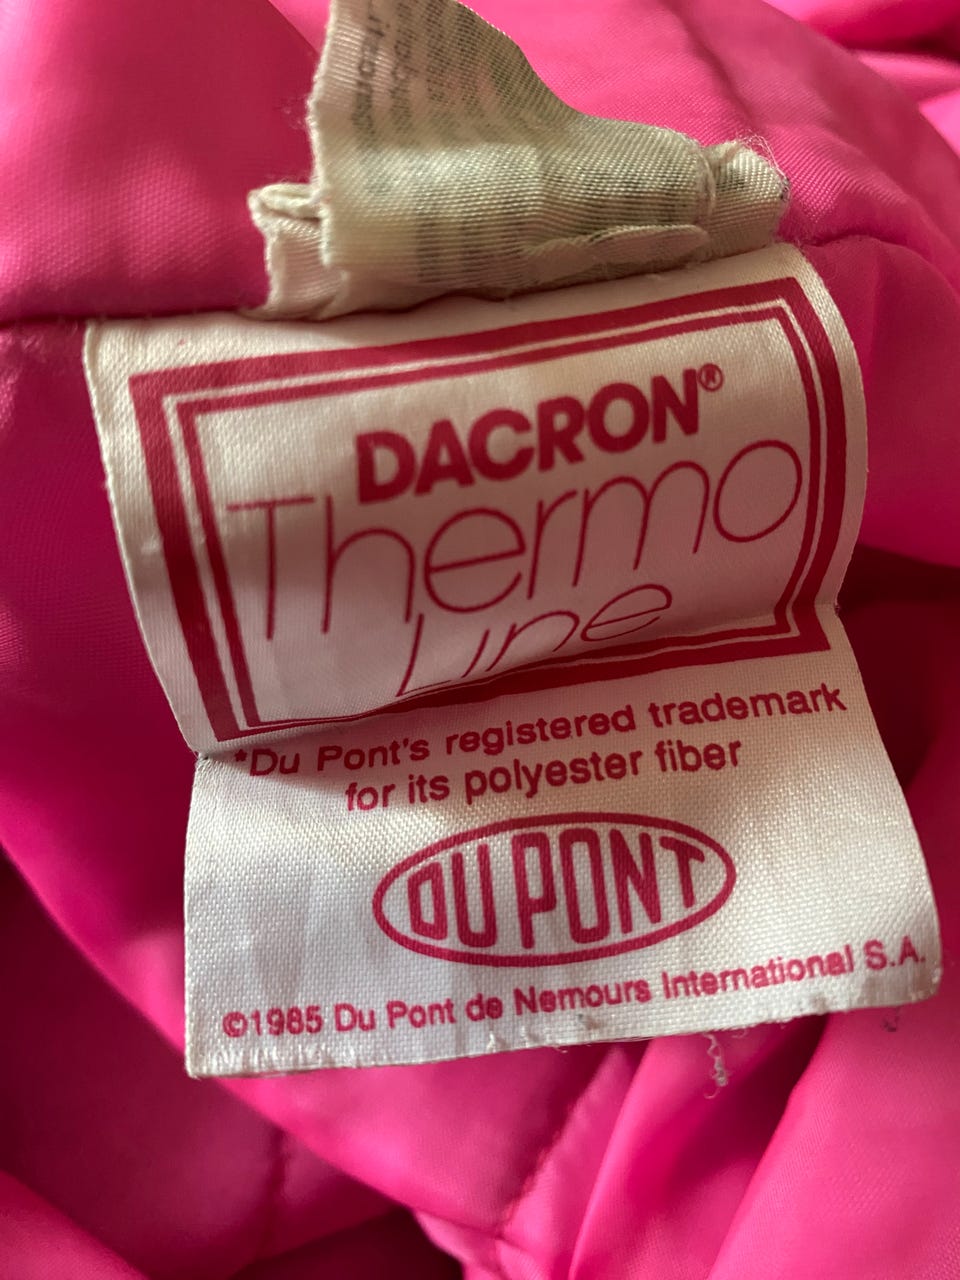 DACRON®
Thermo
Line
*Du Pont's registered trademark
for its polyester fiber
DU PONT
©1985 Du Pont de Nemours International S.A.